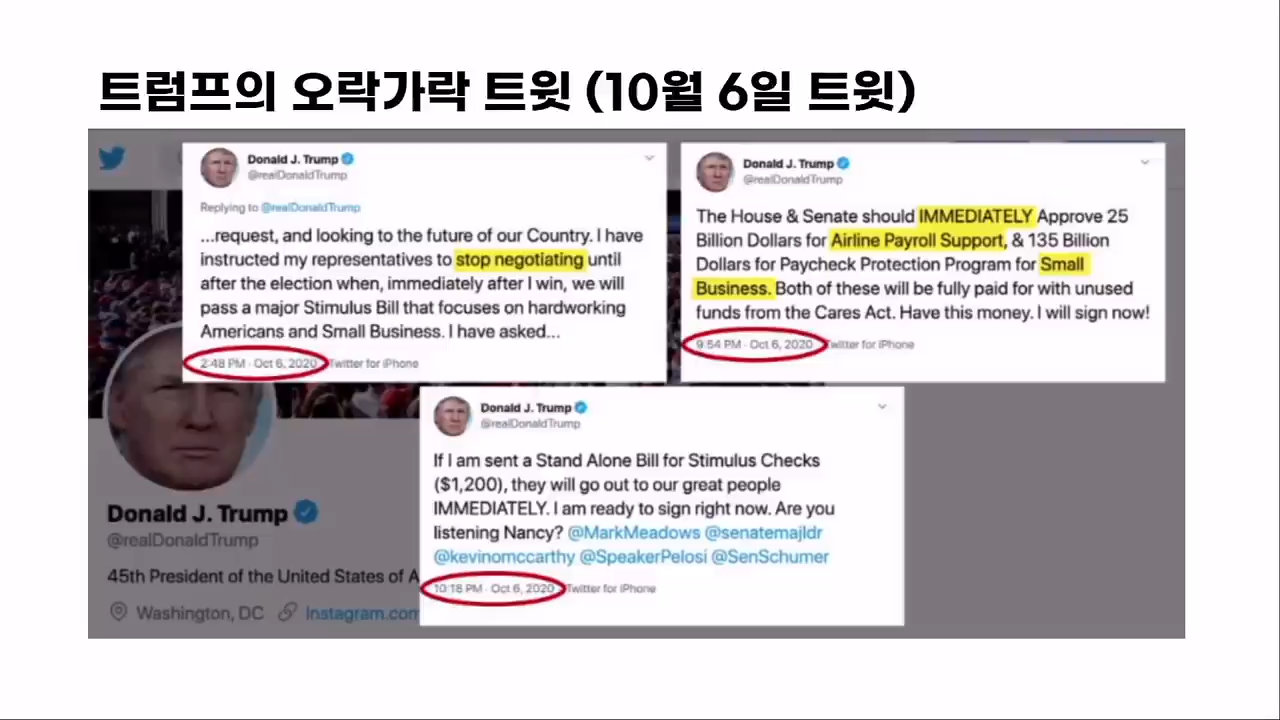 트럼프의 오락가락 트윗 (10월 6일 트윗)
Donald J. Trump
@realDonaldTrump
Replying to @realDonaldTrump
...request, and looking to the future of our Country. I have
instructed my representatives to stop negotiating until
after the election when, immediately after I win, we will
pass a major Stimulus Bill that focuses on hardworking
Americans and Small Business. I have asked...
2:48 PM · Oct 6, 2020 · Twitter for iPhone
Donald J. Trump
@realDonaldTrump
The House & Senate should IMMEDIATELY Approve 25
Billion Dollars for Airline Payroll Support, & 135 Billion
Dollars for Paycheck Protection Program for Small
Business. Both of these will be fully paid for with unused
funds from the Cares Act. Have this money. I will sign now!
9:54 PM · Oct 6, 2020 · Twitter for iPhone
Donald J. Trump
@realDonaldTrump
If I am sent a Stand Alone Bill for Stimulus Checks
($1,200), they will go out to our great people
IMMEDIATELY. I am ready to sign right now. Are you
listening Nancy? @MarkMeadows @senatemajldr
@kevinomccarthy @SpeakerPelosi @SenSchumer
10:18 PM · Oct 6, 2020 · Twitter for iPhone
Donald J. Trump
@realDonaldTrump
45th President of the United States of A
Washington, DC
Instagram.com